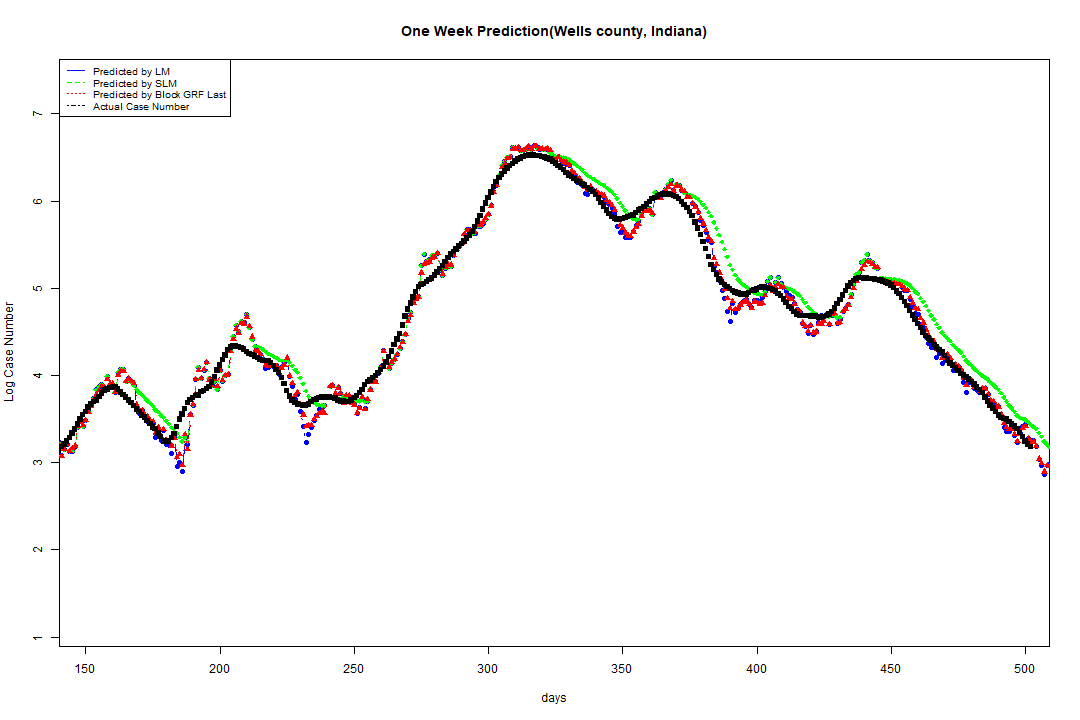 One Week Prediction(Wells county, Indiana)
Predicted by LM
Predicted by SLM
Predicted by Block GRF Last
Actual Case Number
Log Case Number
7
6
5
4
3
2
1
150 200 250 300 350 400 450 500
days